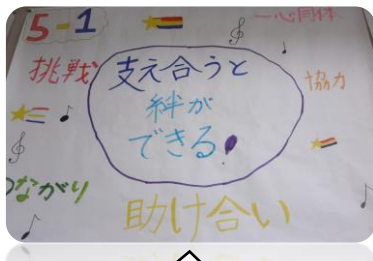 5-1
一心同体
挑戦
支え合うと
絆が
できる!
協力
つながり
助け合い